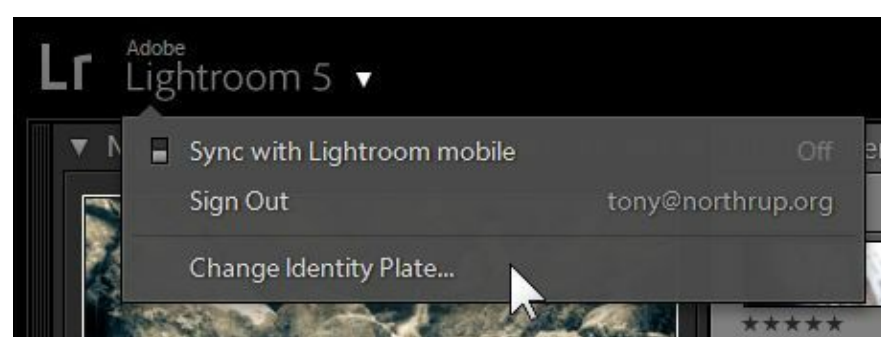 Lr
Adobe
Lightroom 5
Sync with Lightroom mobile Off
Sign Out tony@northrup.org
Change Identity Plate...